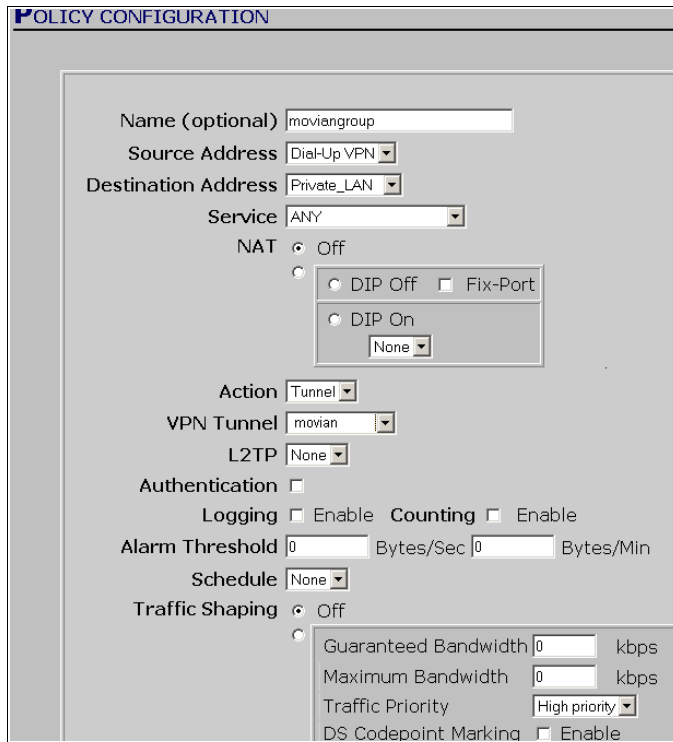 POLICY CONFIGURATION
Name (optional) moviangroup
Source Address Dial-Up VPN
Destination Address Private_LAN
Service ANY
NAT Off
DIP Off Fix-Port
DIP On
None
Action Tunnel
VPN Tunnel movian
L2TP None
Authentication
Logging Enable Counting Enable
Alarm Threshold 0 Bytes/Sec 0 Bytes/Min
Schedule None
Traffic Shaping Off
Guaranteed Bandwidth 0 kbps
Maximum Bandwidth 0 kbps
Traffic Priority High priority
DS Codepoint Marking Enable